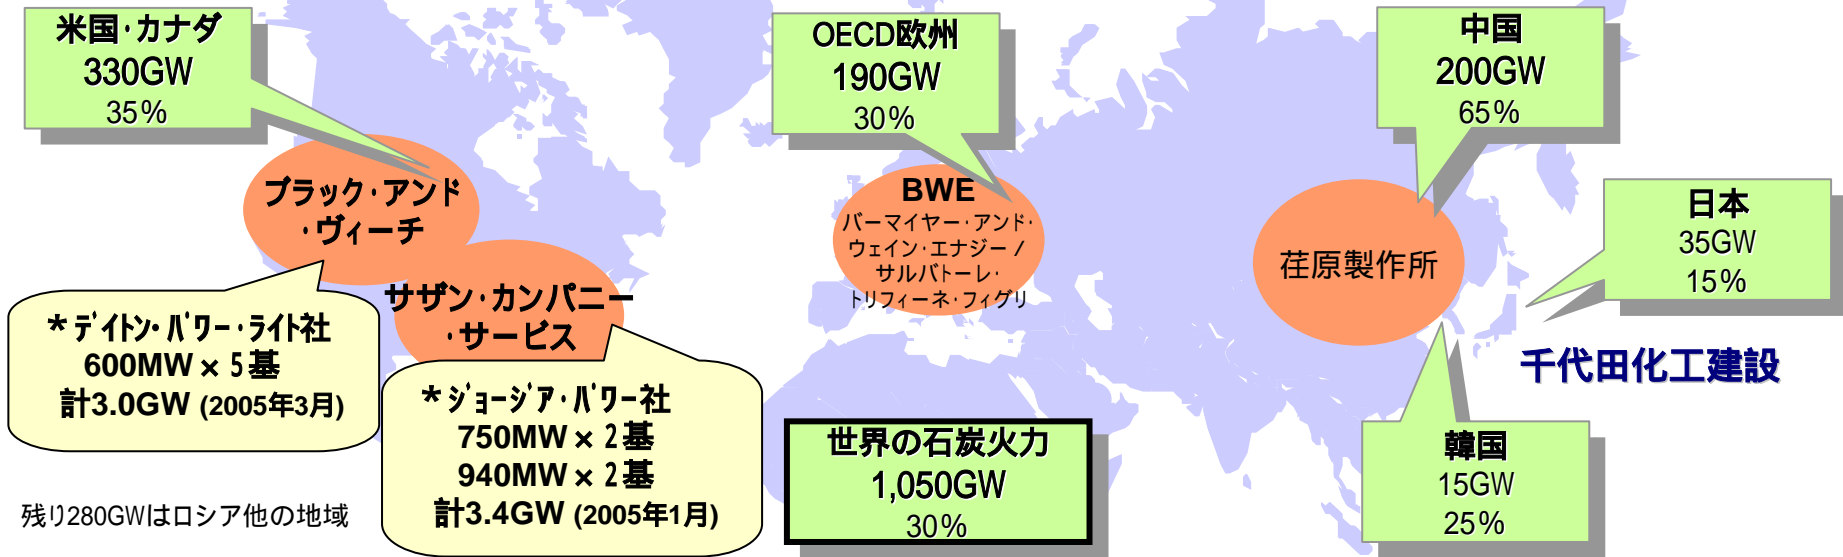 米国・カナダ
330GW
35%
OECD欧州
190GW
30%
中国
200GW
65%
日本
35GW
15%
ブラック・アンド
・ヴィーチ
BWE
バーマイヤー・アンド・
ウェイン・エナジー /
サルバトーレ・
トリフィーネ・フィグリ
荏原製作所
サザン・カンパニー
・サービス
*デイトン・パワー・ライト社
600MW × 5基
計3.0GW (2005年3月)
千代田化工建設
*ジョージア・パワー社
750MW × 2基
940MW × 2基
計3.4GW (2005年1月)
世界の石炭火力
1,050GW
30%
韓国
15GW
25%
残り280GWはロシア他の地域